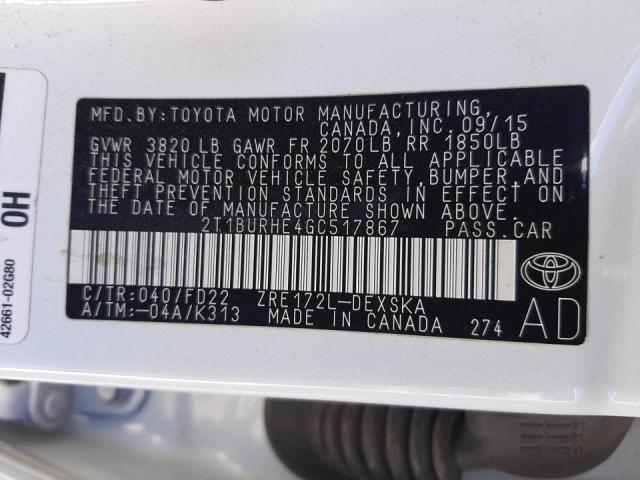 MFD.BY:TOYOTA MOTOR MANUFACTURING,
CANADA, INC. 09/15
GVWR 3820 LB GAWR FR 2070LB RR 1850LB
THIS VEHICLE CONFORMS TO ALL APPLICABLE
FEDERAL MOTOR VEHICLE SAFETY, BUMPER, AND
THEFT PREVENTION STANDARDS IN EFFECT ON
THE DATE OF MANUFACTURE SHOWN ABOVE.
2T1BURHE4GC517867 PASS.CAR
C/TR:040/FD22 ZRE172L-DEXSKA
A/TM:-04A/K313 MADE IN CANADA 274
AD
OH
42661-02G80